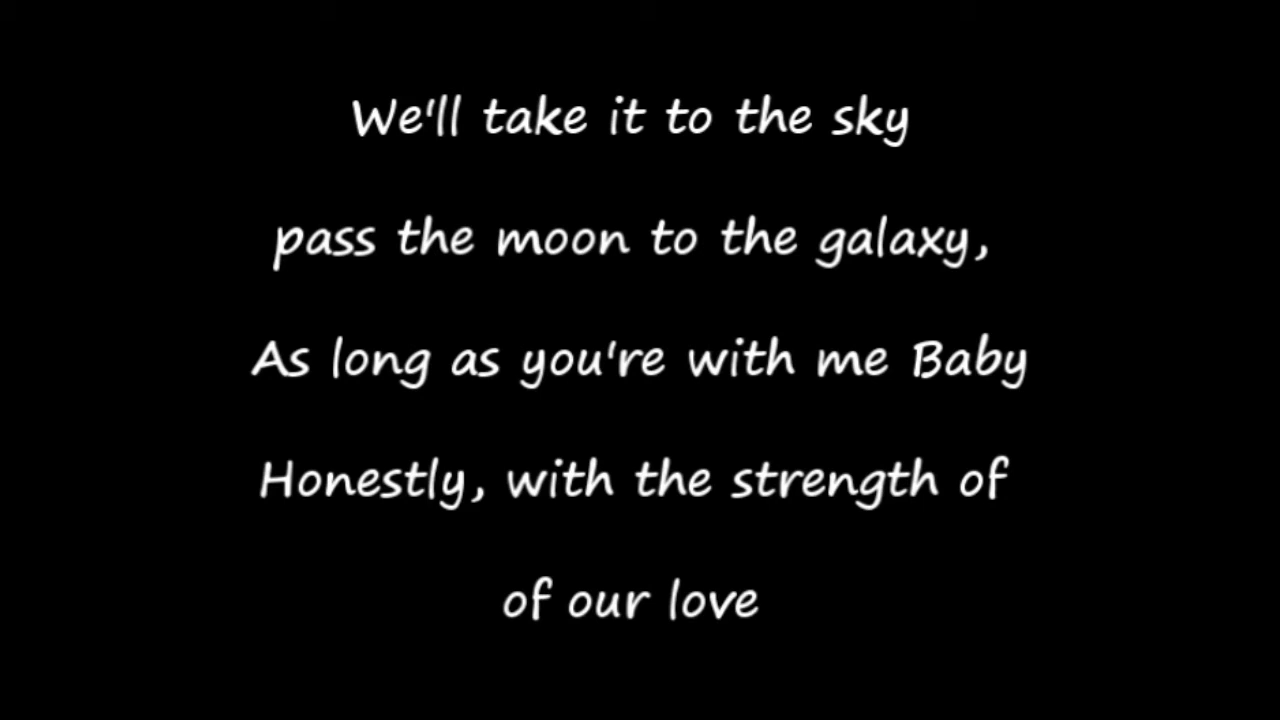 We'll take it to the sky
pass the moon to the galaxy,
As long as you're with me Baby
Honestly, with the strength of
of our love